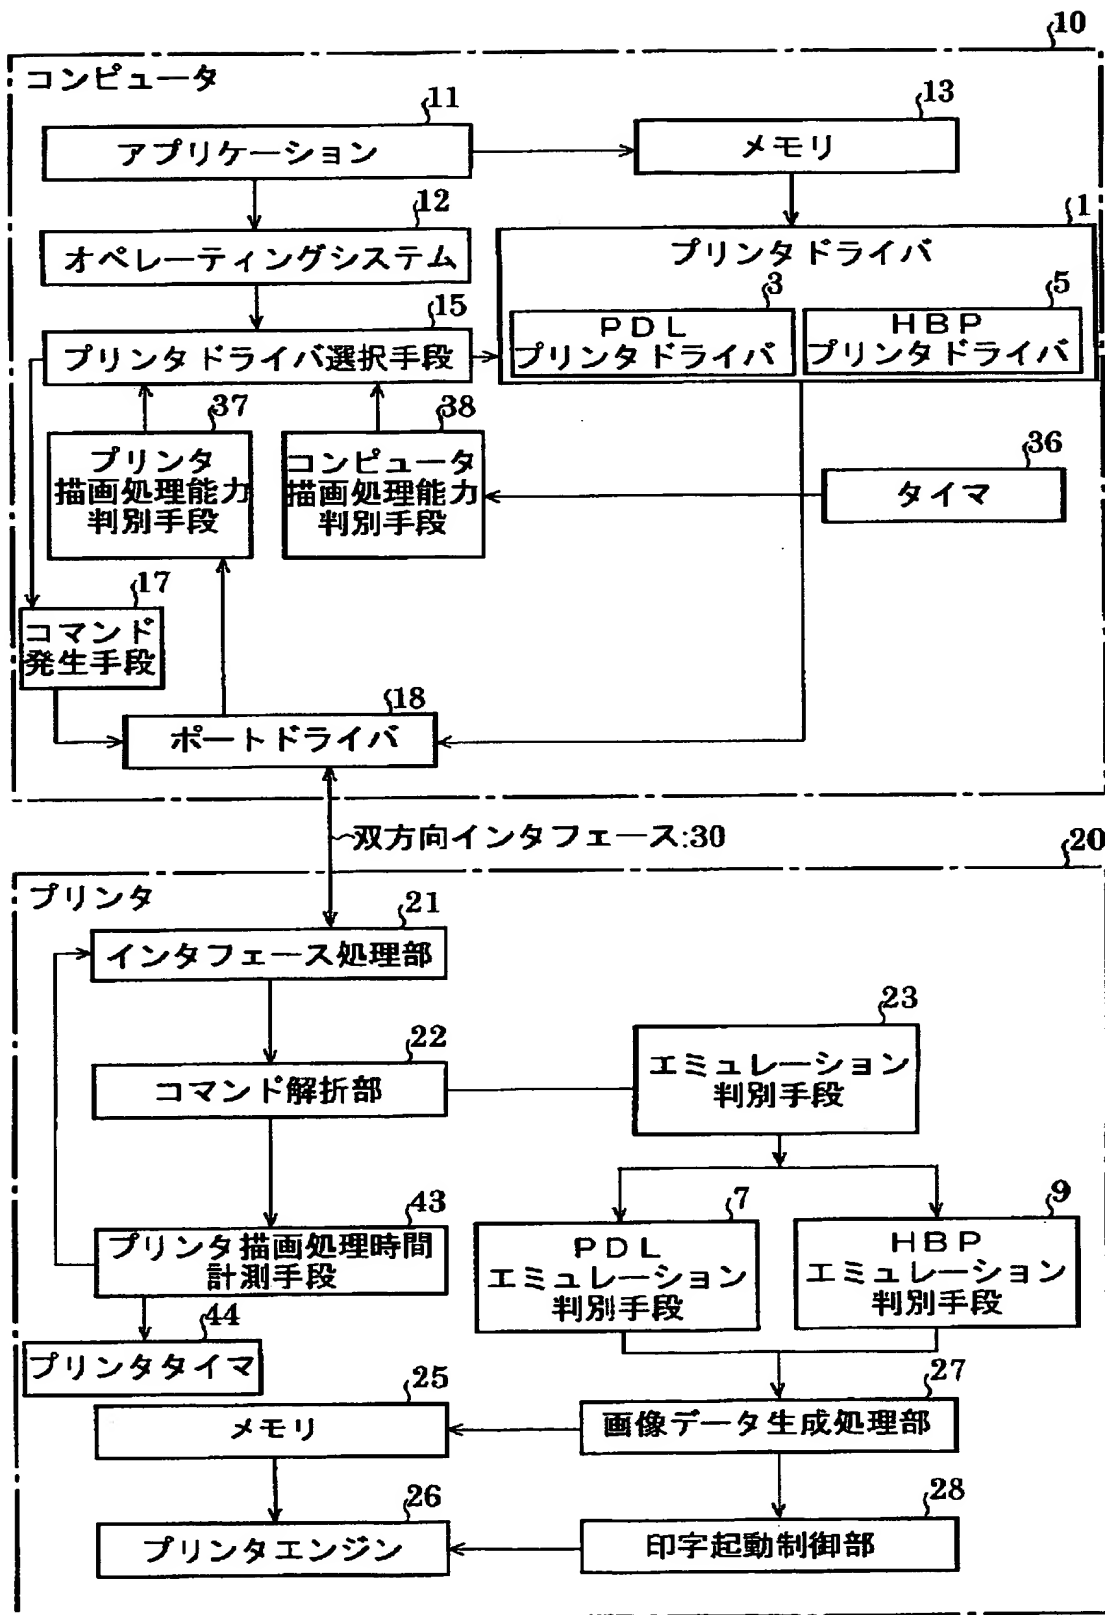 10
コンピュータ
11
アプリケーション
13
メモリ
12
オペレーティングシステム
1
プリンタドライバ
3
PDL
プリンタドライバ
5
HBP
プリンタドライバ
15
プリンタドライバ選択手段
37
プリンタ
描画処理能力
判別手段
38
コンピュータ
描画処理能力
判別手段
36
タイマ
17
コマンド
発生手段
18
ポートドライバ
双方向インタフェース:30
20
プリンタ
21
インタフェース処理部
22
コマンド解折部
23
エミュレーション
判別手段
43
プリンタ描画処理時間
計測手段
7
PDL
エミュレーション
判別手段
9
HBP
エミュレーション
判別手段
44
プリンタタイマ
25
メモリ
27
画像データ生成処理部
26
プリンタエンジン
28
印字起動制御部